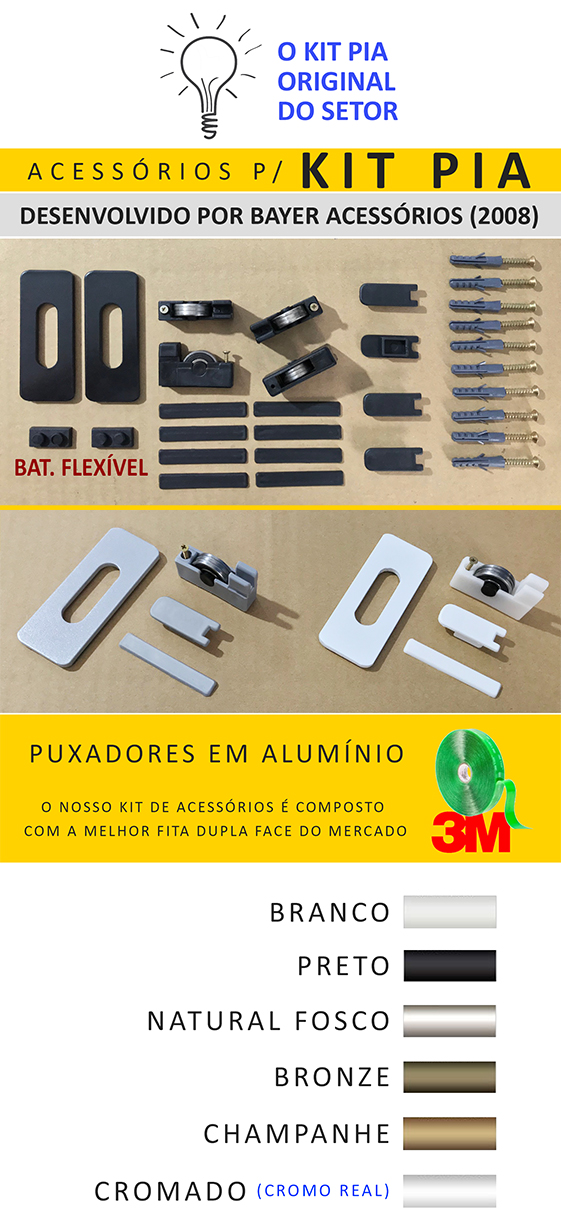 O KIT PIA
ORIGINAL
DO SETOR
ACESSÓRIOS P/ KIT PIA
DESENVOLVIDO POR BAYER ACESSÓRIOS (2008)
BAT. FLEXÍVEL
PUXADORES EM ALUMÍNIO
O NOSSO KIT DE ACESSÓRIOS É COMPOSTO
COM A MELHOR FITA DUPLA FACE DO MERCADO
3M
BRANCO
PRETO
NATURAL FOSCO
BRONZE
CHAMPANHE
CROMADO (CROMO REAL)